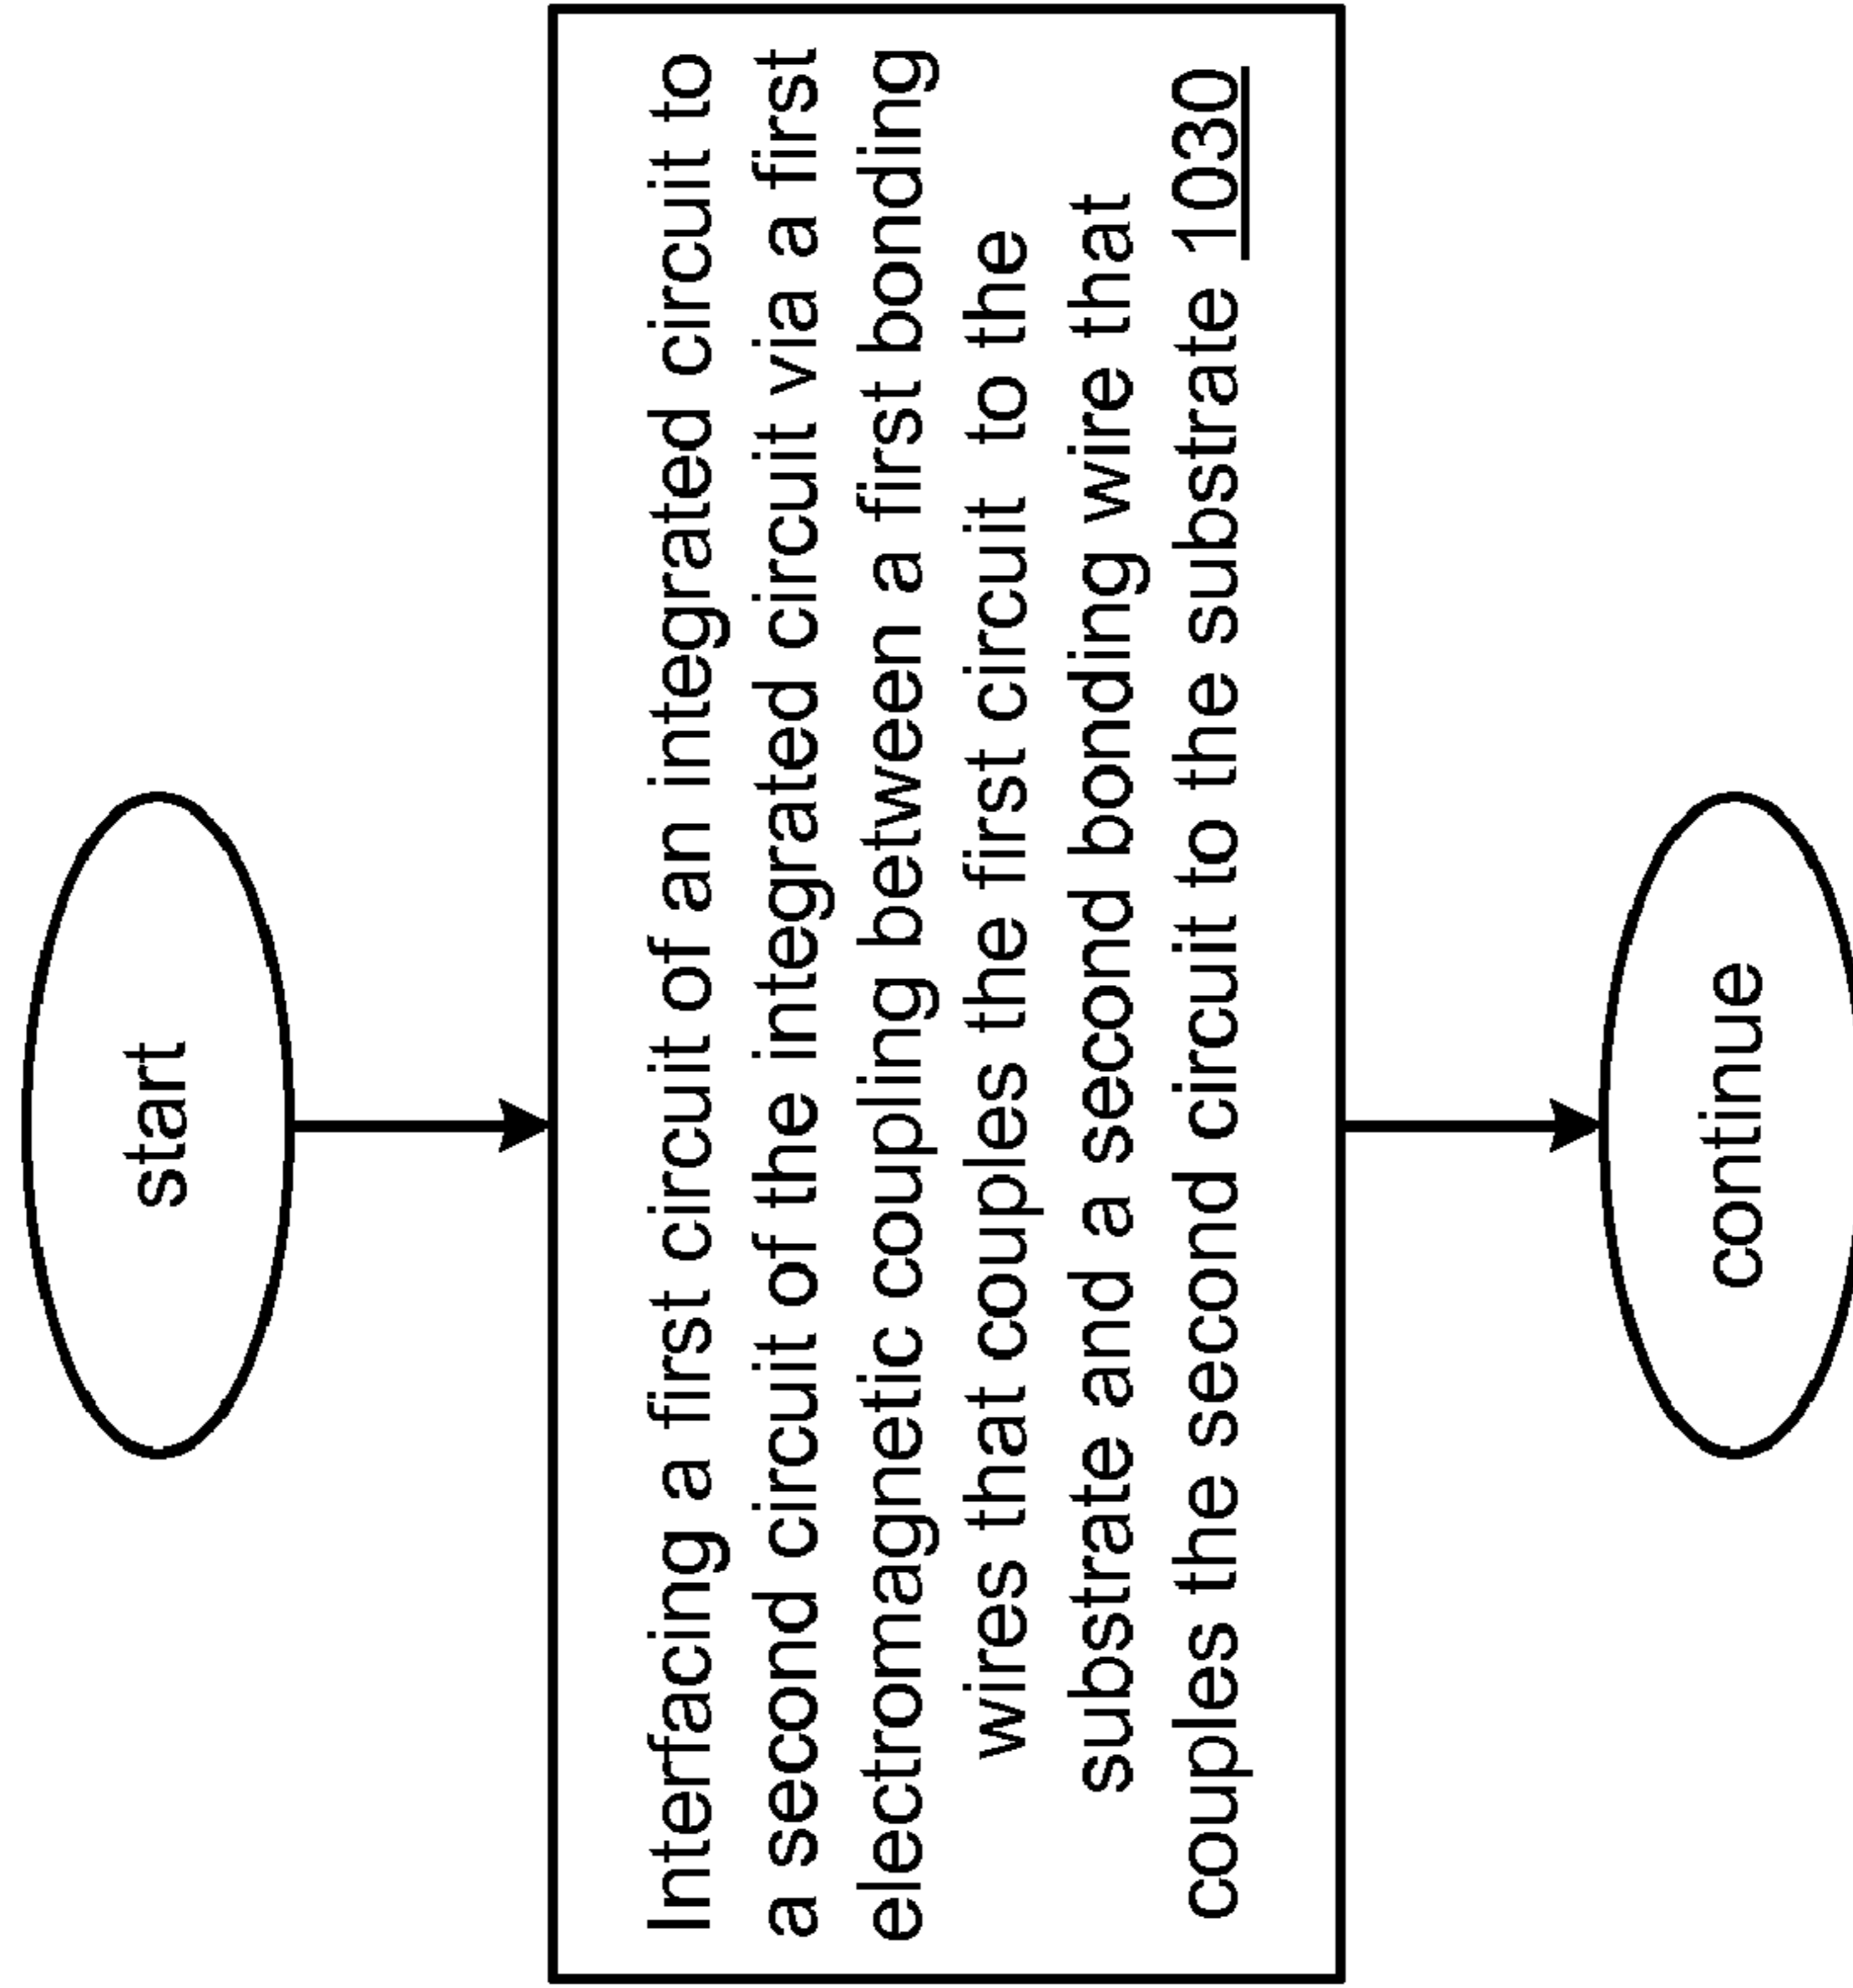 start
Interfacing a first circuit of an integrated circuit to
a second circuit of the integrated circuit via a first
electromagnetic coupling between a first bonding
wires that couples the first circuit to the
substrate and a second bonding wire that
couples the second circuit to the substrate 1030
continue